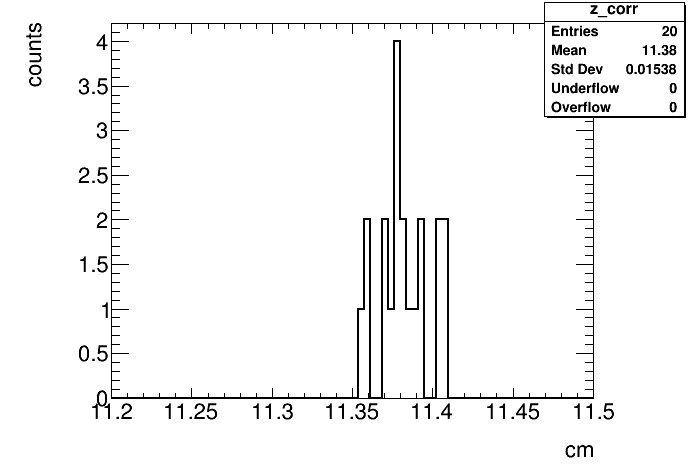 z_corr
Entries 20
Mean 11.38
Std Dev 0.01538
Underflow 0
Overflow 0
counts
4
3.5
3
2.5
2
1.5
1
0.5
0
11.2 11.25 11.3 11.35 11.4 11.45 11.5
cm